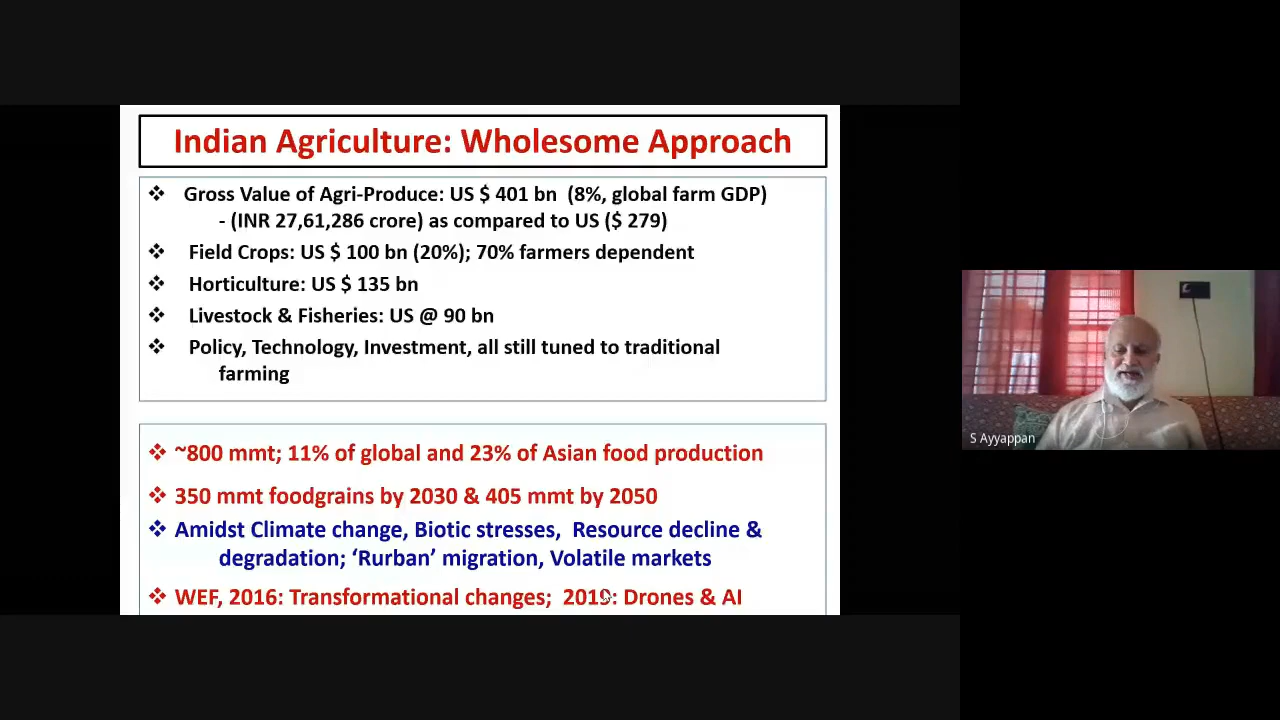 Indian Agriculture: Wholesome Approach
❖ Gross Value of Agri-Produce: US $ 401 bn (8%, global farm GDP)
- (INR 27,61,286 crore) as compared to US ($ 279)
❖ Field Crops: US $ 100 bn (20%); 70% farmers dependent
❖ Horticulture: US $ 135 bn
❖ Livestock & Fisheries: US @ 90 bn
❖ Policy, Technology, Investment, all still tuned to traditional
farming
❖ ~800 mmt; 11% of global and 23% of Asian food production
❖ 350 mmt foodgrains by 2030 & 405 mmt by 2050
❖ Amidst Climate change, Biotic stresses, Resource decline &
degradation; ‘Rurban’ migration, Volatile markets
❖ WEF, 2016: Transformational changes; 2019: Drones & AI
S Ayyappan